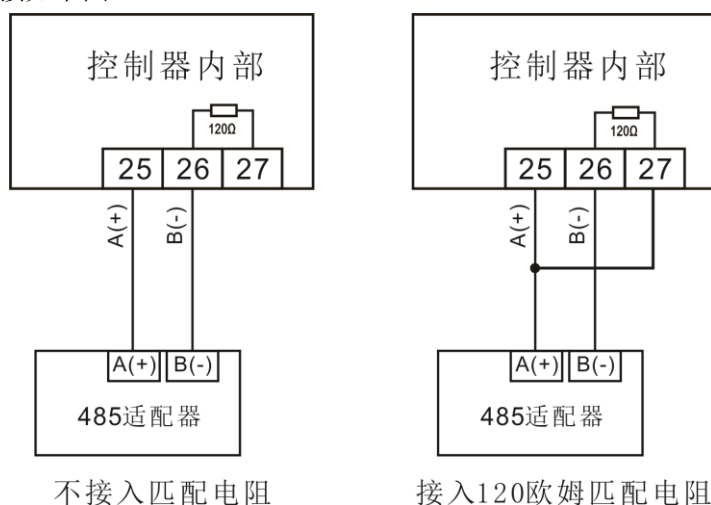 控制器内部
120Ω
25 26 27
A(+) B(-)
A(+) B(-)
485适配器
不接入匹配电阻
控制器内部
120Ω
25 26 27
A(+) B(-)
A(+) B(-)
485适配器
接入120欧姆匹配电阻